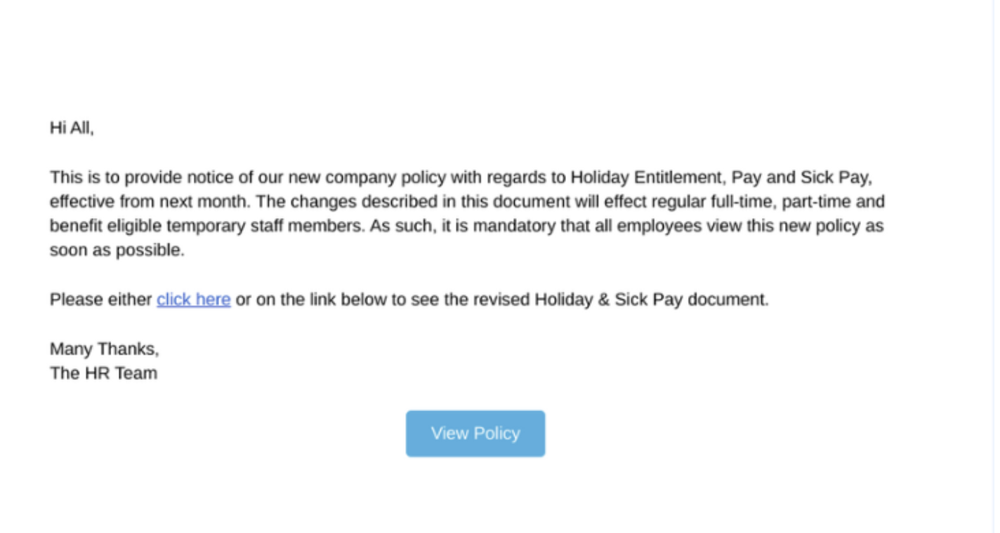 Hi All,
This is to provide notice of our new company policy with regards to Holiday Entitlement, Pay and Sick Pay,
effective from next month. The changes described in this document will effect regular full-time, part-time and
benefit eligible temporary staff members. As such, it is mandatory that all employees view this new policy as
soon as possible.
Please either click here or on the link below to see the revised Holiday & Sick Pay document.
Many Thanks,
The HR Team
View Policy